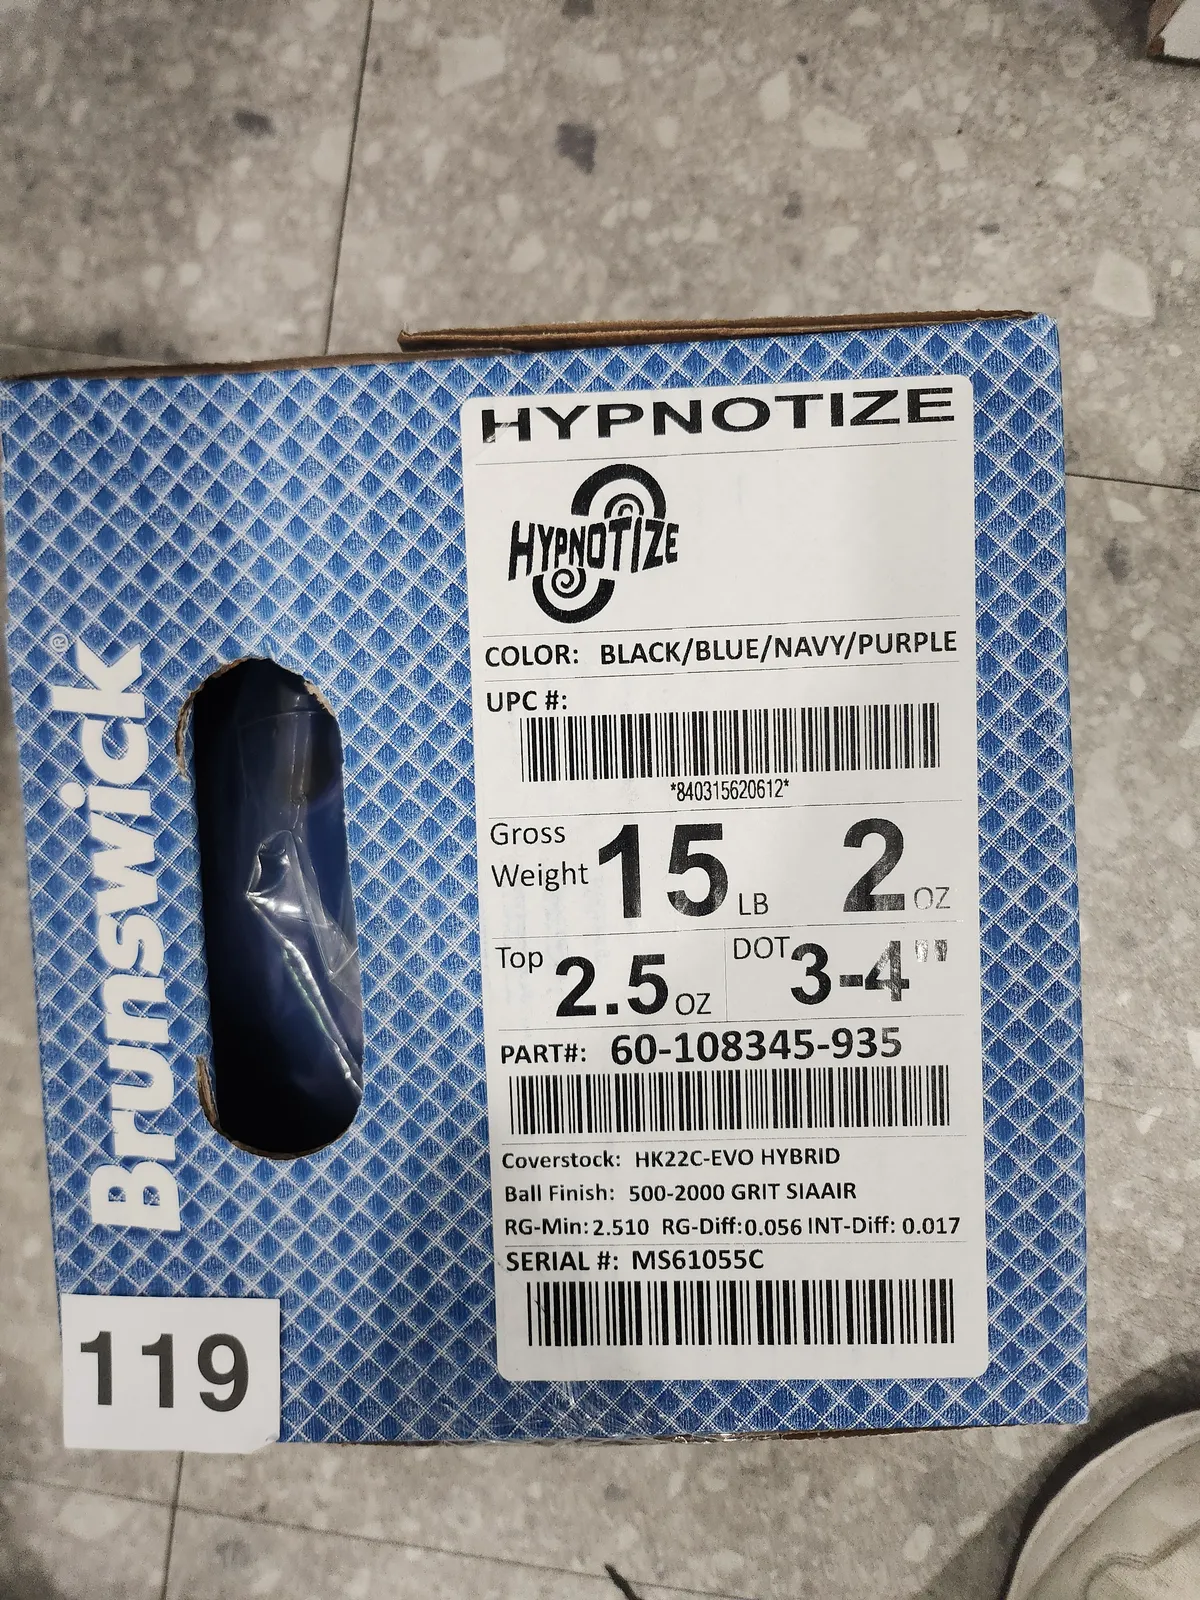 HYPNOTIZE
HYPNOTIZE
COLOR: BLACK/BLUE/NAVY/PURPLE
UPC #:
*840315620612*
Gross Weight 15 LB 2 OZ
Top 2.5 OZ DOT 3-4"
PART#: 60-108345-935
Coverstock: HK22C-EVO HYBRID
Ball Finish: 500-2000 GRIT SIAAIR
RG-Min: 2.510 RG-Diff:0.056 INT-Diff: 0.017
SERIAL #: MS61055C
Brunswick®
119